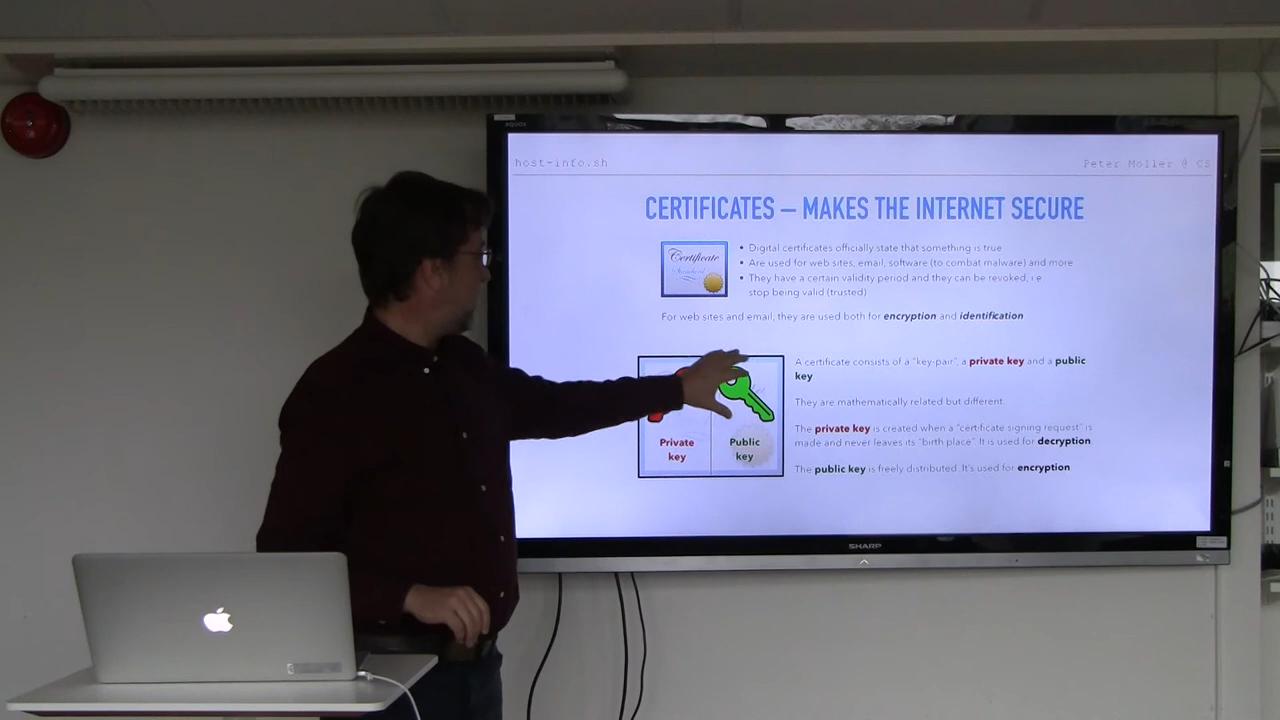 AQUOS
host-info.sh
Peter Moller @ CS
CERTIFICATES – MAKES THE INTERNET SECURE
Certificate
• Digital certificates officially state that something is true
• Are used for web sites, email, software (to combat malware) and more
• They have a certain validity period and they can be revoked, i.e
stop being valid (trusted)
For web sites and email, they are used both for encryption and identification
A certificate consists of a "key-pair", a private key and a public
key
They are mathematically related but different.
The private key is created when a "certificate signing request" is
made and never leaves its "birth place". It is used for decryption
The public key is freely distributed. It's used for encryption
Private
key
Public
key
SHARP